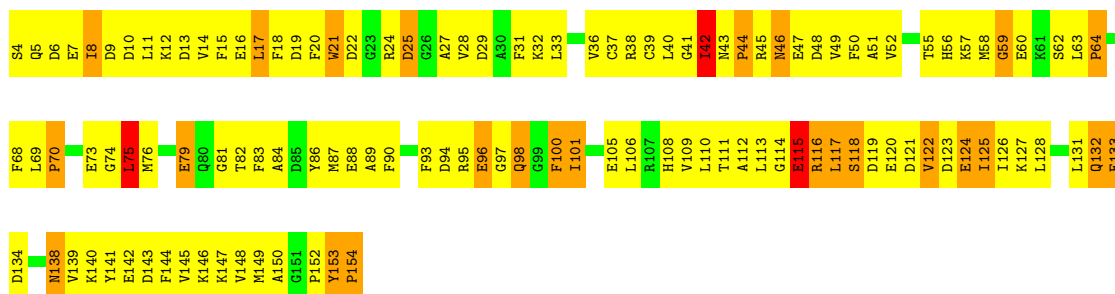 S4 Q5 D6 E7 I8 D9 D10 L11 K12 D13 V14 F15 E16 L17 F18 D19 F20 W21 D22 G23 R24 D25 G26 A27 V28 D29 A30 F31 K32 L33 V36 C37 R38 C39 L40 G41 I42 N43 P44 R45 N46 E47 D48 V49 F50 A51 V52 T55 H56 K57 M58 G59 E60 K61 S62 L63 P64
F68 L69 P70 E73 G74 L75 M76 E79 Q80 G81 T82 F83 A84 D85 Y86 M87 E88 A89 F90 F93 D94 R95 E96 G97 Q98 G99 F100 I101 E105 L106 R107 H108 V109 L110 T111 A112 L113 G114 E115 R116 L117 S118 D119 E120 D121 V122 D123 E124 I125 I126 K127 L128 L131 Q132 E133
D134 N138 V139 K140 Y141 E142 D143 F144 V145 K146 K147 V148 M149 A150 G151 P152 Y153 P154